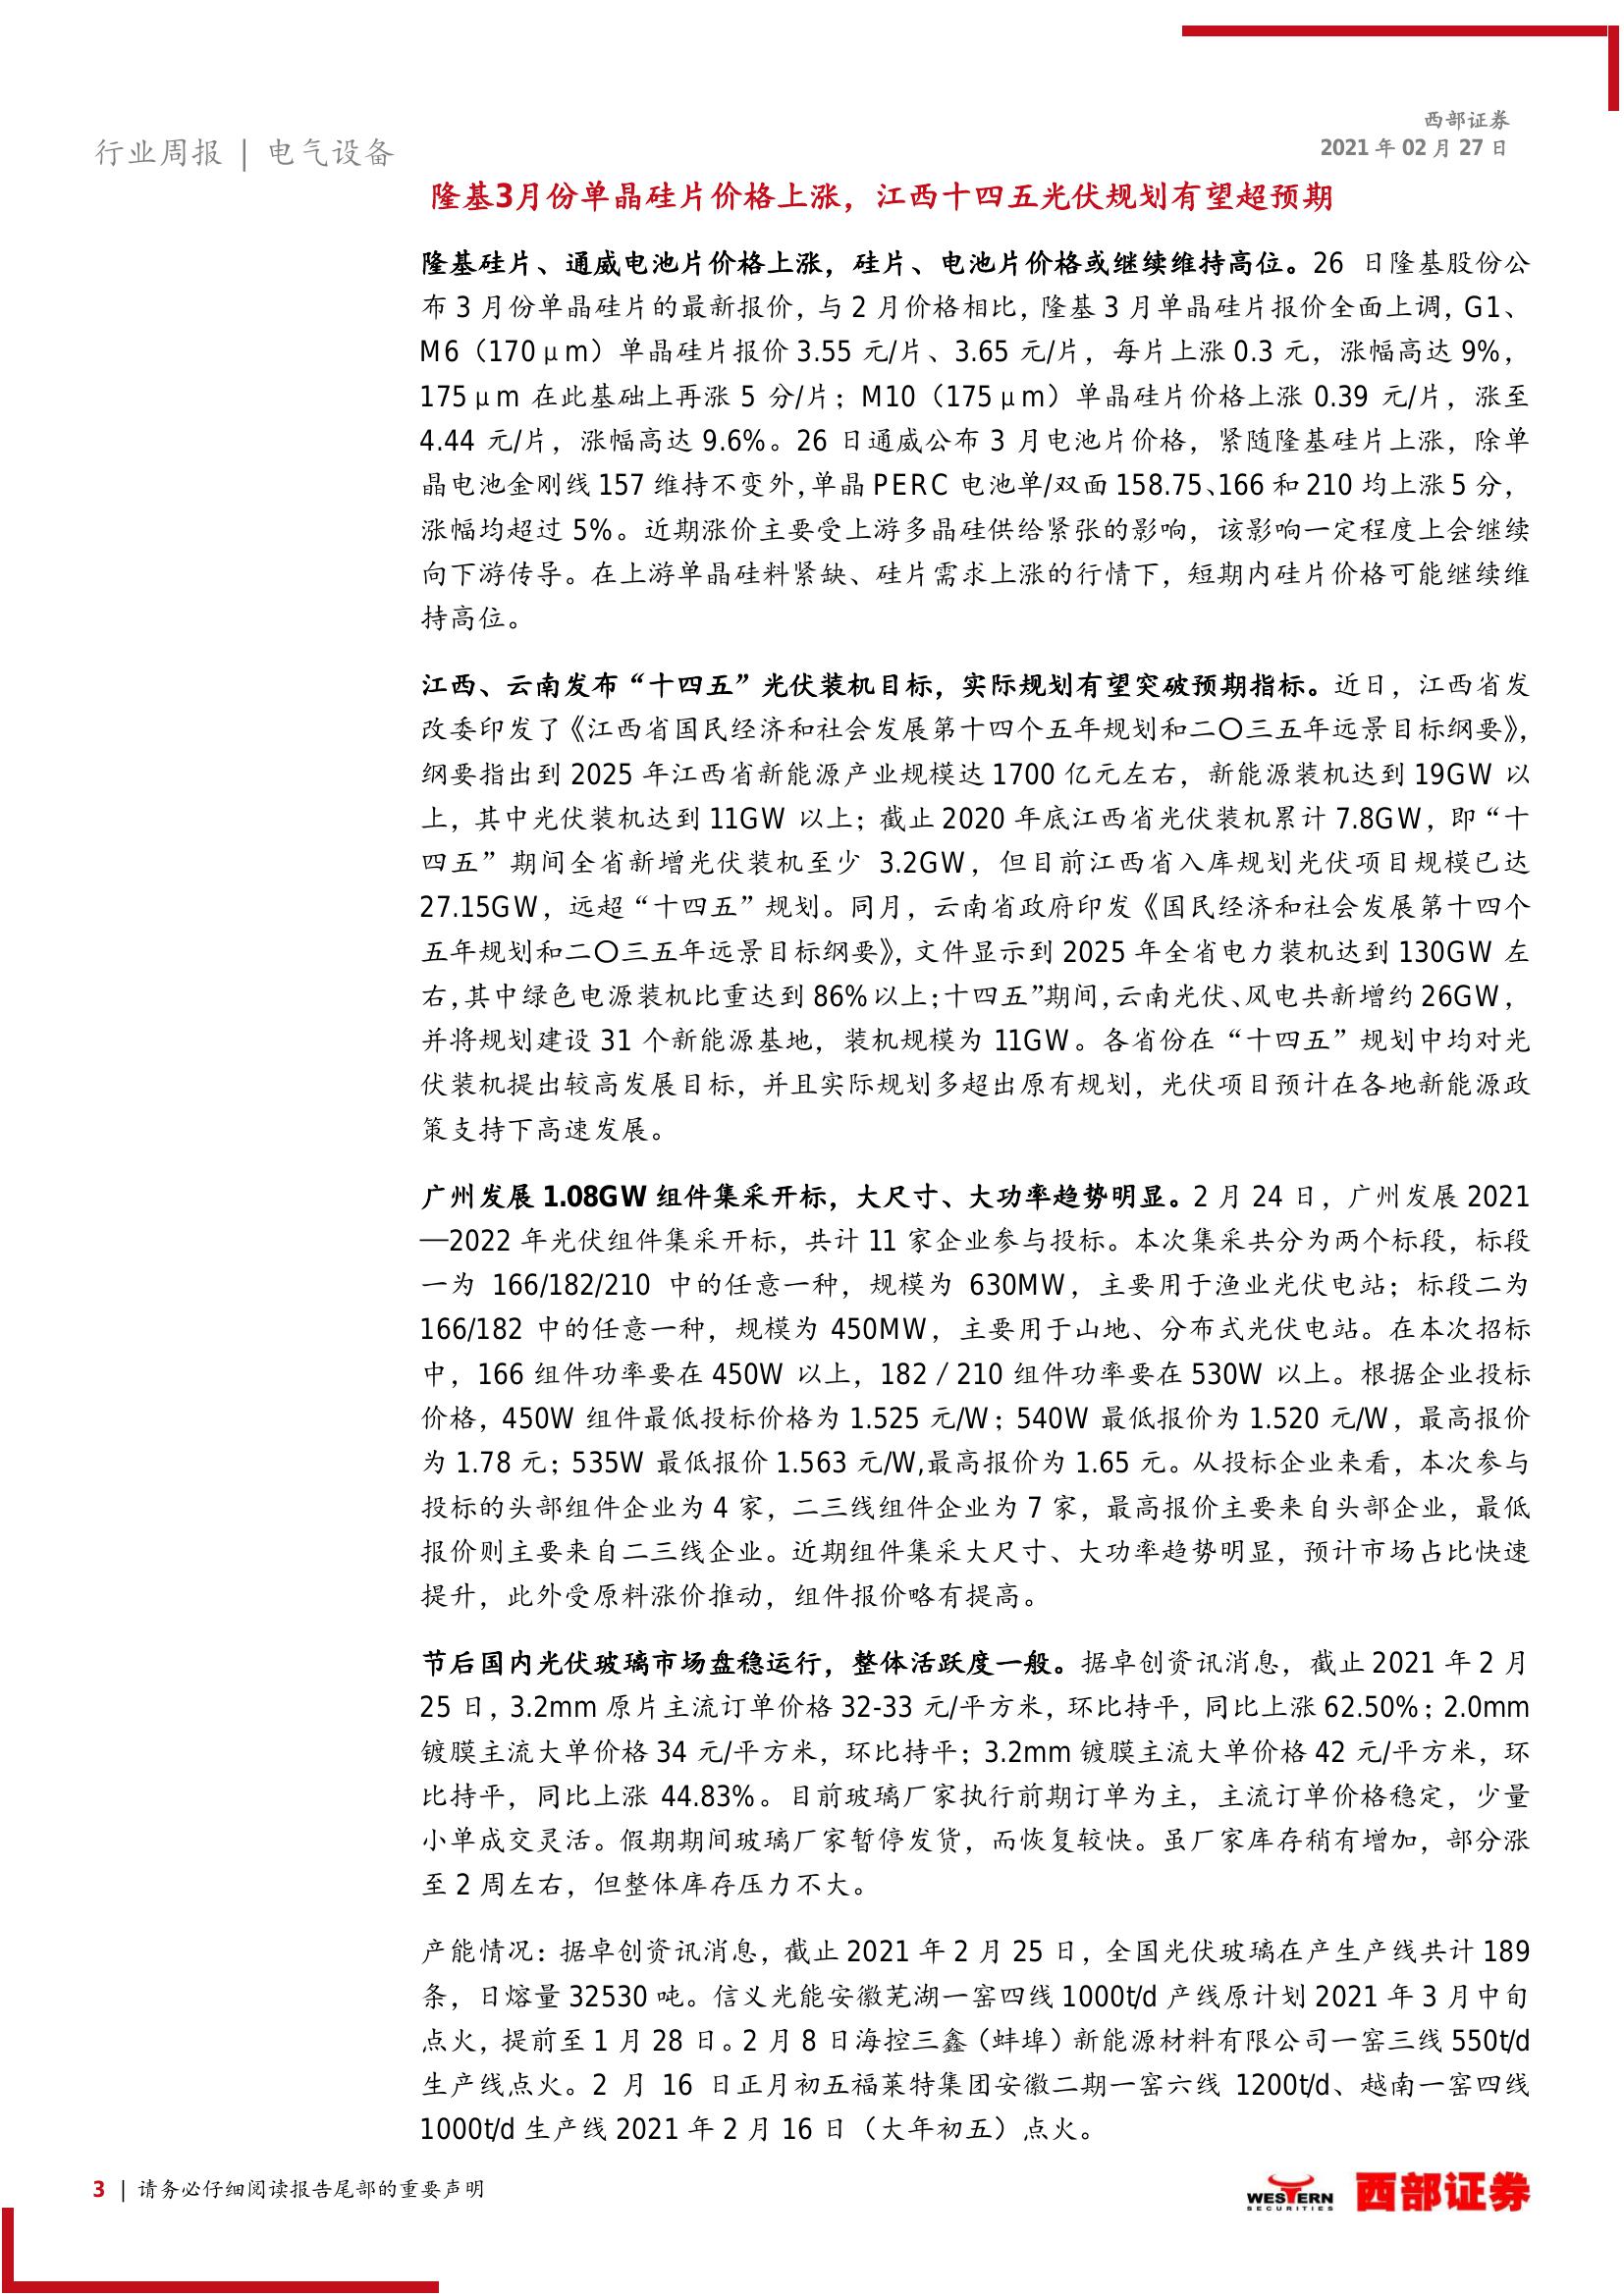 西部证券
2021 年 02 月 27 日
行业周报 | 电气设备
隆基3月份单晶硅片价格上涨，江西十四五光伏规划有望超预期
隆基硅片、通威电池片价格上涨，硅片、电池片价格或继续维持高位。26 日隆基股份公
布 3 月份单晶硅片的最新报价，与 2 月价格相比，隆基 3 月单晶硅片报价全面上调，G1、
M6（170μm）单晶硅片报价 3.55 元/片、3.65 元/片，每片上涨 0.3 元，涨幅高达 9%，
175μm 在此基础上再涨 5 分/片；M10（175μm）单晶硅片价格上涨 0.39 元/片，涨至
4.44 元/片，涨幅高达 9.6%。26 日通威公布 3 月电池片价格，紧随隆基硅片上涨，除单
晶电池金刚线 157 维持不变外，单晶 PERC 电池单/双面 158.75、166 和 210 均上涨 5 分，
涨幅均超过 5%。近期涨价主要受上游多晶硅供给紧张的影响，该影响一定程度上会继续
向下游传导。在上游单晶硅料紧缺、硅片需求上涨的行情下，短期内硅片价格可能继续维
持高位。
江西、云南发布“十四五”光伏装机目标，实际规划有望突破预期指标。近日，江西省发
改委印发了《江西省国民经济和社会发展第十四个五年规划和二〇三五年远景目标纲要》，
纲要指出到 2025 年江西省新能源产业规模达 1700 亿元左右，新能源装机达到 19GW 以
上，其中光伏装机达到 11GW 以上；截止 2020 年底江西省光伏装机累计 7.8GW，即“十
四五”期间全省新增光伏装机至少 3.2GW，但目前江西省入库规划光伏项目规模已达
27.15GW，远超“十四五”规划。同月，云南省政府印发《国民经济和社会发展第十四个
五年规划和二〇三五年远景目标纲要》，文件显示到 2025 年全省电力装机达到 130GW 左
右，其中绿色电源装机比重达到 86%以上；十四五”期间，云南光伏、风电共新增约 26GW，
并将规划建设 31 个新能源基地，装机规模为 11GW。各省份在“十四五”规划中均对光
伏装机提出较高发展目标，并且实际规划多超出原有规划，光伏项目预计在各地新能源政
策支持下高速发展。
广州发展 1.08GW 组件集采开标，大尺寸、大功率趋势明显。2 月 24 日，广州发展 2021
—2022 年光伏组件集采开标，共计 11 家企业参与投标。本次集采共分为两个标段，标段
一为 166/182/210 中的任意一种，规模为 630MW，主要用于渔业光伏电站；标段二为
166/182 中的任意一种，规模为 450MW，主要用于山地、分布式光伏电站。在本次招标
中，166 组件功率要在 450W 以上，182 / 210 组件功率要在 530W 以上。根据企业投标
价格，450W 组件最低投标价格为 1.525 元/W；540W 最低报价为 1.520 元/W，最高报价
为 1.78 元；535W 最低报价 1.563 元/W,最高报价为 1.65 元。从投标企业来看，本次参与
投标的头部组件企业为 4 家，二三线组件企业为 7 家，最高报价主要来自头部企业，最低
报价则主要来自二三线企业。近期组件集采大尺寸、大功率趋势明显，预计市场占比快速
提升，此外受原料涨价推动，组件报价略有提高。
节后国内光伏玻璃市场盘稳运行，整体活跃度一般。据卓创资讯消息，截止 2021 年 2 月
25 日，3.2mm 原片主流订单价格 32-33 元/平方米，环比持平，同比上涨 62.50%；2.0mm
镀膜主流大单价格 34 元/平方米，环比持平；3.2mm 镀膜主流大单价格 42 元/平方米，环
比持平，同比上涨 44.83%。目前玻璃厂家执行前期订单为主，主流订单价格稳定，少量
小单成交灵活。假期期间玻璃厂家暂停发货，而恢复较快。虽厂家库存稍有增加，部分涨
至 2 周左右，但整体库存压力不大。
产能情况：据卓创资讯消息，截止 2021 年 2 月 25 日，全国光伏玻璃在产生产线共计 189
条，日熔量 32530 吨。信义光能安徽芜湖一窑四线 1000t/d 产线原计划 2021 年 3 月中旬
点火，提前至 1 月 28 日。2 月 8 日海控三鑫（蚌埠）新能源材料有限公司一窑三线 550t/d
生产线点火。2 月 16 日正月初五福莱特集团安徽二期一窑六线 1200t/d、越南一窑四线
1000t/d 生产线 2021 年 2 月 16 日（大年初五）点火。
3 | 请务必仔细阅读报告尾部的重要声明
WESTERN
SECURITIES
西部证券